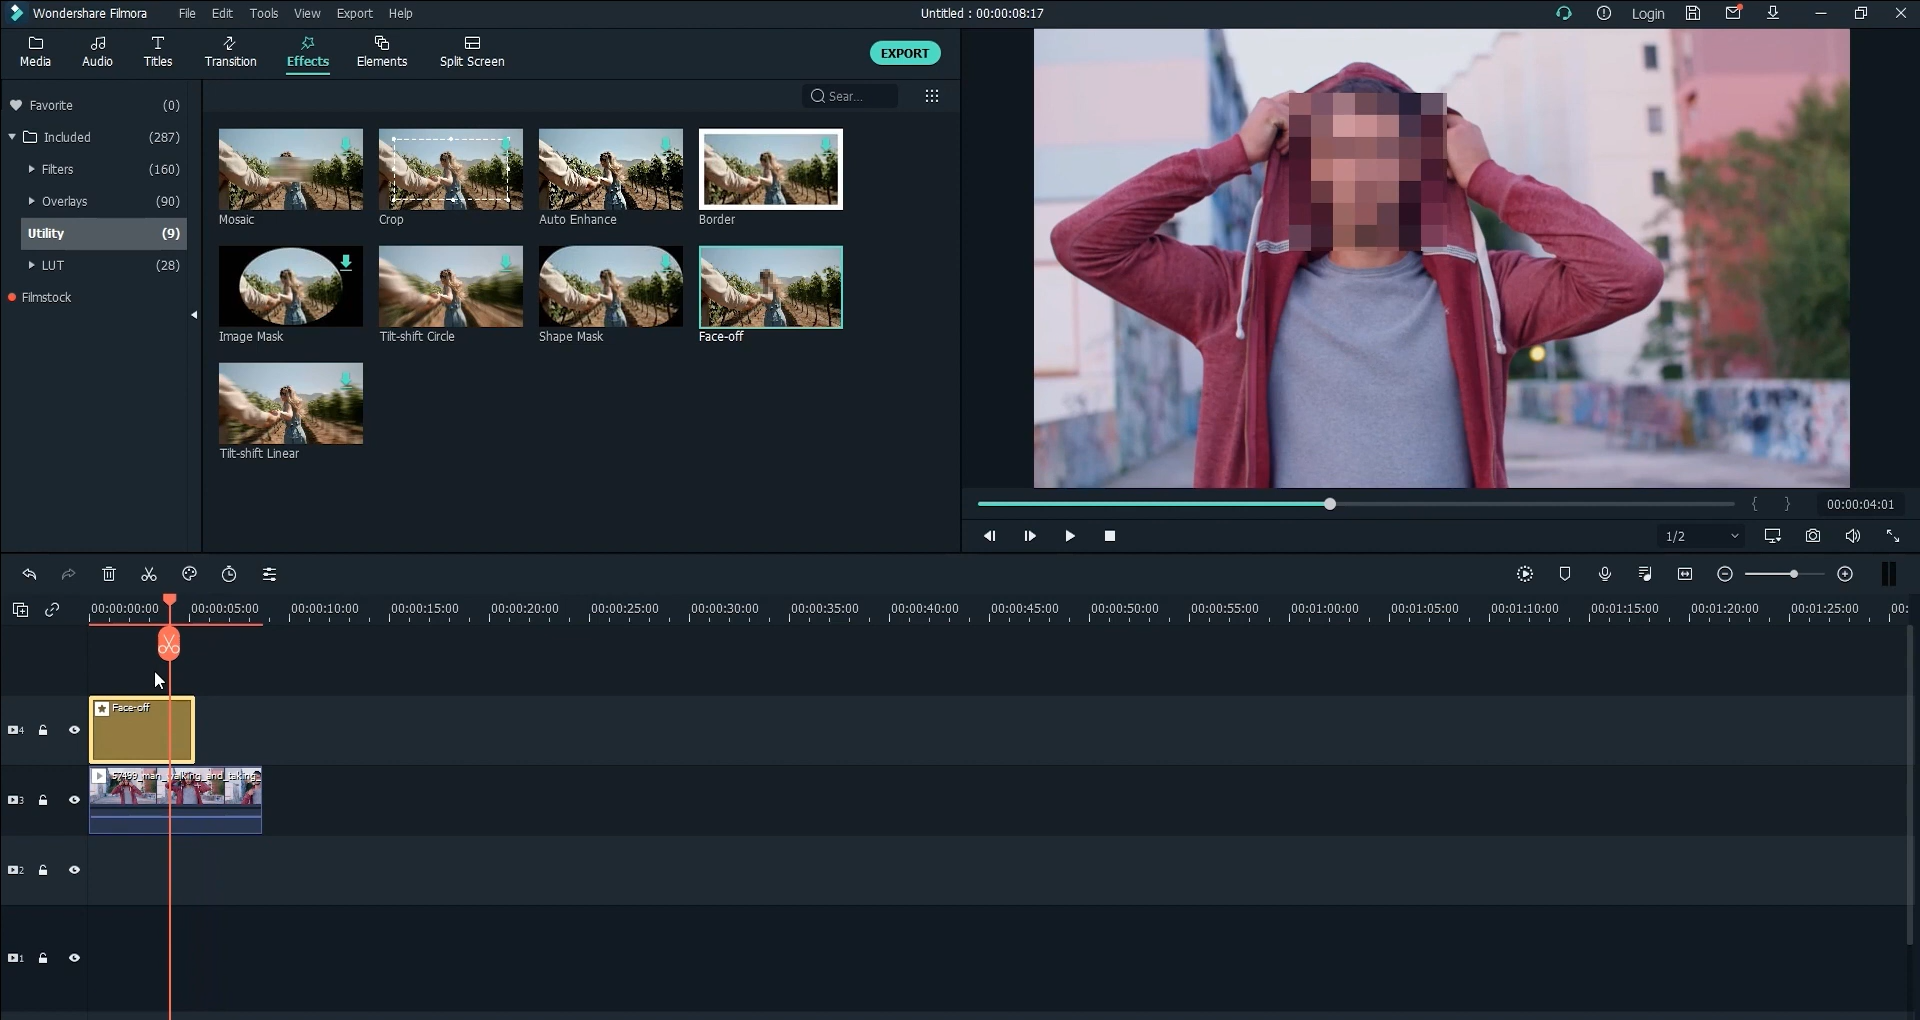 Wondershare Filmora File Edit Tools View Export Help Untitled : 00:00:08:17 Login
Media Audio Titles Transition Effects Elements Split Screen EXPORT
Favorite (0) Sear...
Included (287)
Filters (160)
Overlays (90)
Utility (9)
LUT (28)
Filmstock
Mosaic Crop Auto Enhance Border
Image Mask Tilt-shift Circle Shape Mask Face-off
Tilt-shift Linear
{ } 00:00:04:01
1/2
00:00:00:00 00:00:05:00 00:00:10:00 00:00:15:00 00:00:20:00 00:00:25:00 00:00:30:00 00:00:35:00 00:00:40:00 00:00:45:00 00:00:50:00 00:00:55:00 00:01:00:00 00:01:05:00 00:01:10:00 00:01:15:00 00:01:20:00 00:01:25:00 00:
4 Face-off
3 57499_man_walking_and_taking_
2
1